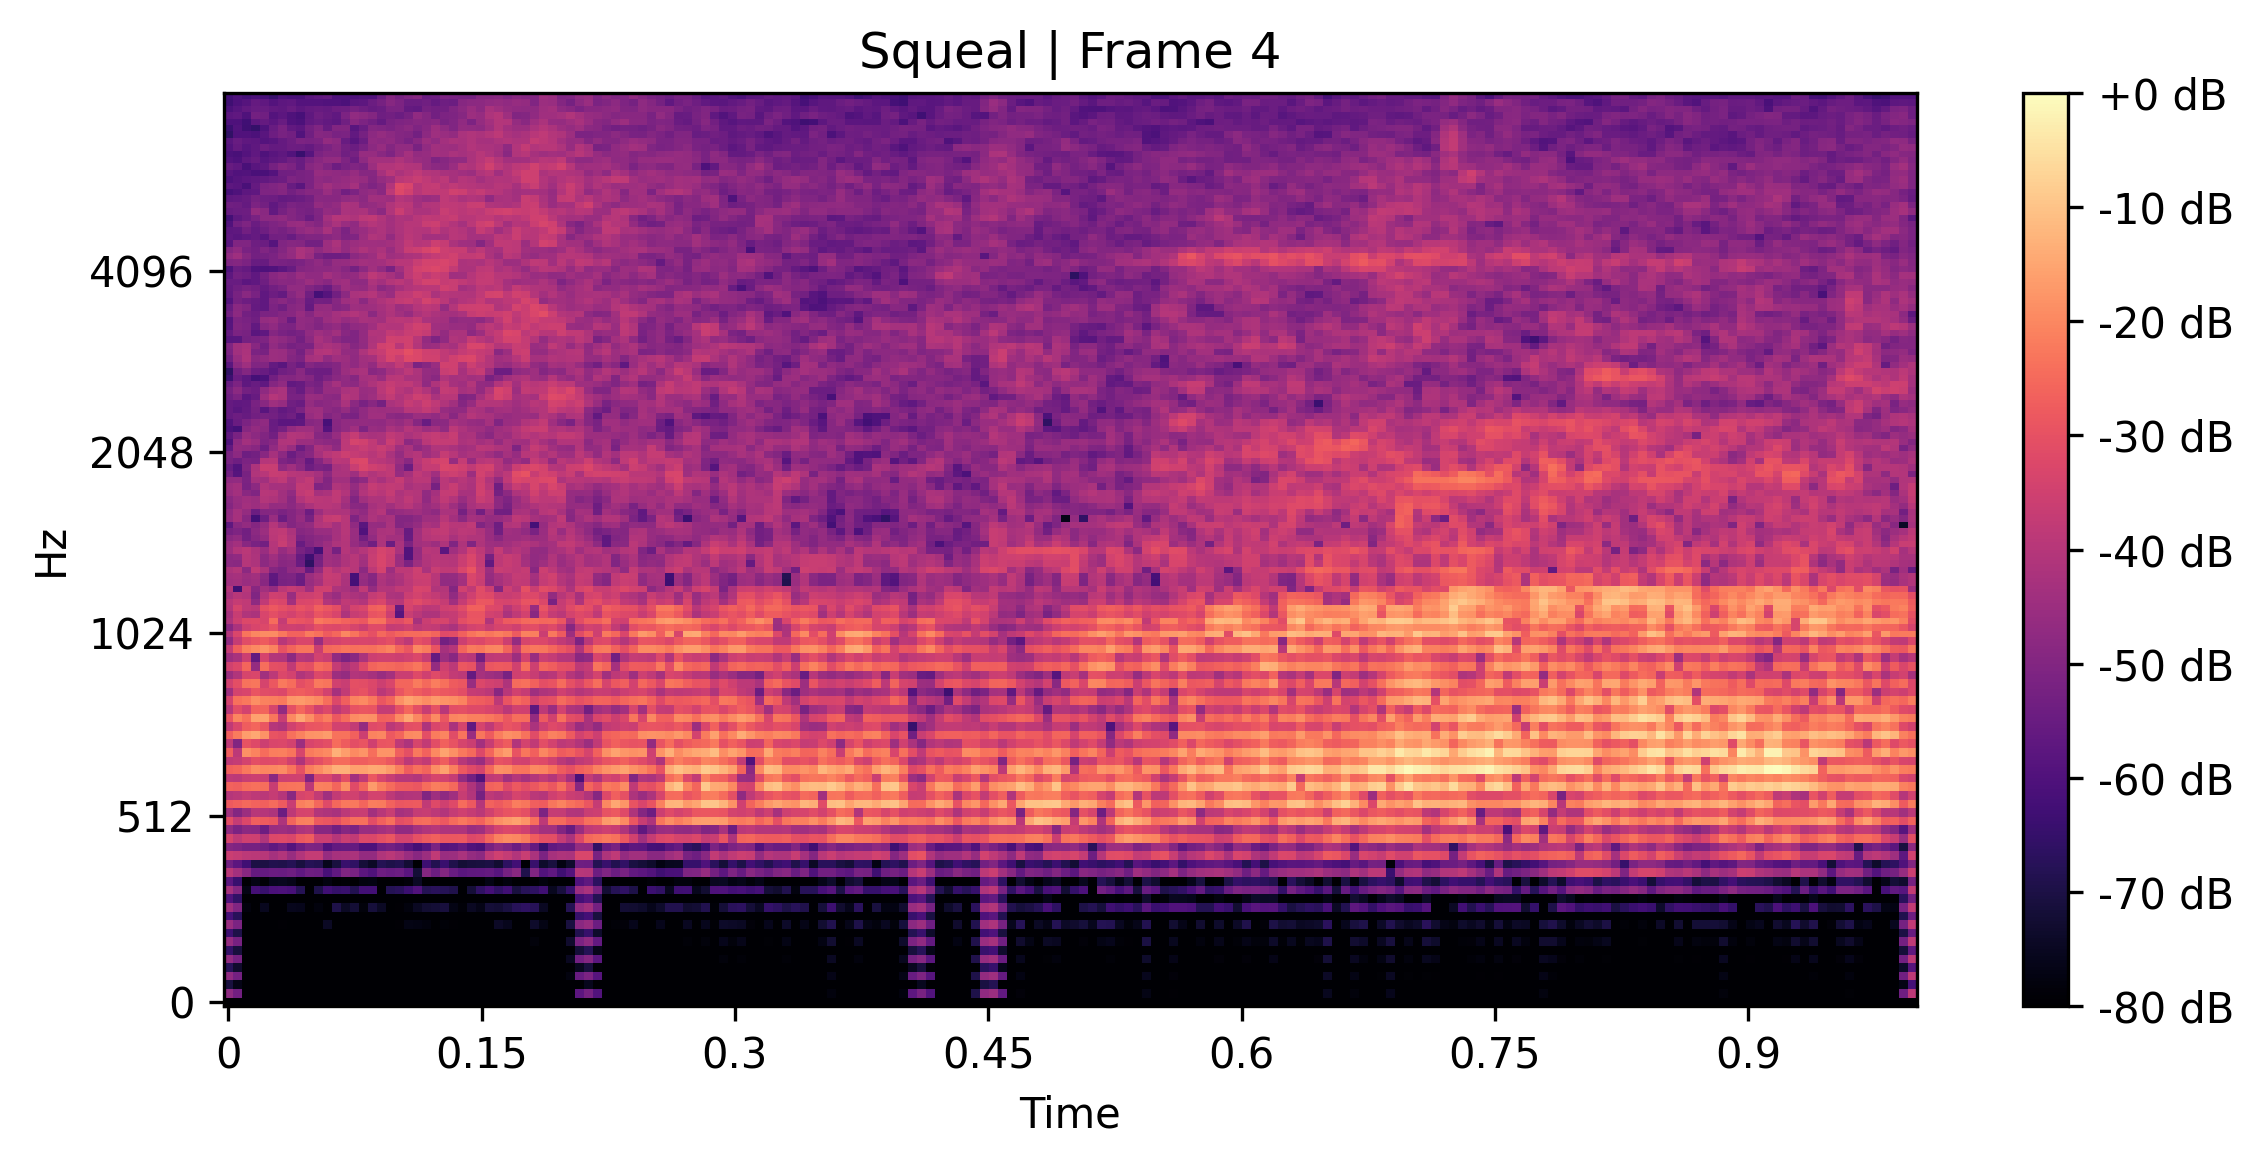 Squeal | Frame 4
+0 dB
-10 dB
-20 dB
-30 dB
-40 dB
-50 dB
-60 dB
-70 dB
-80 dB
Hz
4096
2048
1024
512
0
0 0.15 0.3 0.45 0.6 0.75 0.9
Time